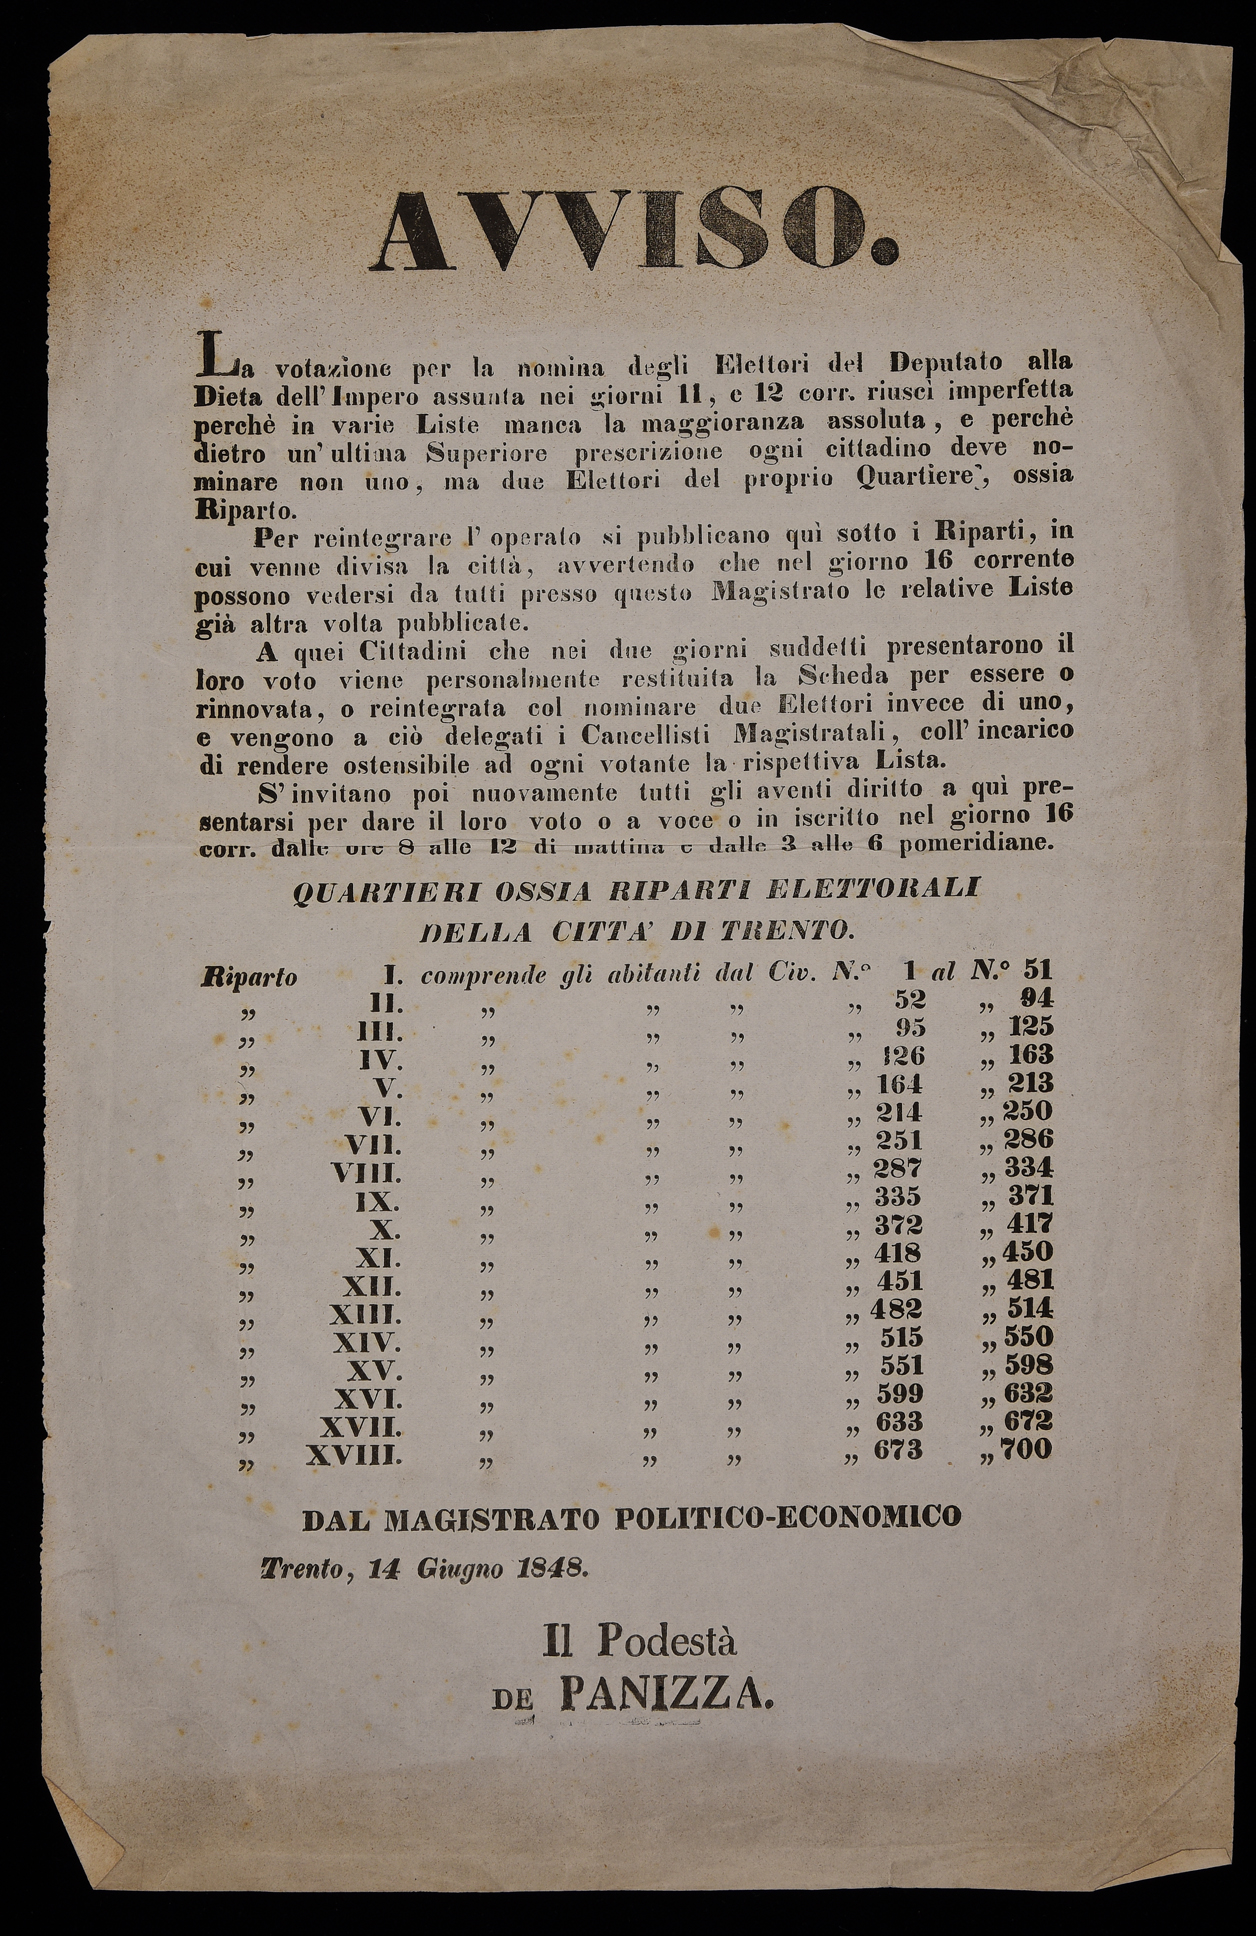 AVVISO.
La votazione per la nomina degli Elettori del Deputato alla
Dieta dell' Impero assunta nei giorni 11, e 12 corr. riuscì imperfetta
perchè in varie Liste manca la maggioranza assoluta, e perchè
dietro un' ultima Superiore prescrizione ogni cittadino deve no-
minare non uno, ma due Elettori del proprio Quartiere, ossia
Riparto.
Per reintegrare l' operato si pubblicano quì sotto i Riparti, in
cui venne divisa la città, avvertendo che nel giorno 16 corrente
possono vedersi da tutti presso questo Magistrato le relative Liste
già altra volta pubblicate.
A quei Cittadini che nei due giorni suddetti presentarono il
loro voto viene personalmente restituita la Scheda per essere o
rinnovata, o reintegrata col nominare due Elettori invece di uno,
e vengono a ciò delegati i Cancellisti Magistratali, coll' incarico
di rendere ostensibile ad ogni votante la rispettiva Lista.
S' invitano poi nuovamente tutti gli aventi diritto a quì pre-
sentarsi per dare il loro voto o a voce o in iscritto nel giorno 16
corr. dalle ore 8 alle 12 di mattina e dalle 3 alle 6 pomeridiane.
QUARTIERI OSSIA RIPARTI ELETTORALI
DELLA CITTA' DI TRENTO.
Riparto I. comprende gli abitanti dal Civ. N.° 1 al N.° 51
„ II. „ „ „ „ 52 „ 94
„ III. „ „ „ „ 95 „ 125
„ IV. „ „ „ „ 126 „ 163
„ V. „ „ „ „ 164 „ 213
„ VI. „ „ „ „ 214 „ 250
„ VII. „ „ „ „ 251 „ 286
„ VIII. „ „ „ „ 287 „ 334
„ IX. „ „ „ „ 335 „ 371
„ X. „ „ „ „ 372 „ 417
„ XI. „ „ „ „ 418 „ 450
„ XII. „ „ „ „ 451 „ 481
„ XIII. „ „ „ „ 482 „ 514
„ XIV. „ „ „ „ 515 „ 550
„ XV. „ „ „ „ 551 „ 598
„ XVI. „ „ „ „ 599 „ 632
„ XVII. „ „ „ „ 633 „ 672
„ XVIII. „ „ „ „ 673 „ 700
DAL MAGISTRATO POLITICO-ECONOMICO
Trento, 14 Giugno 1848.
Il Podestà
DE PANIZZA.